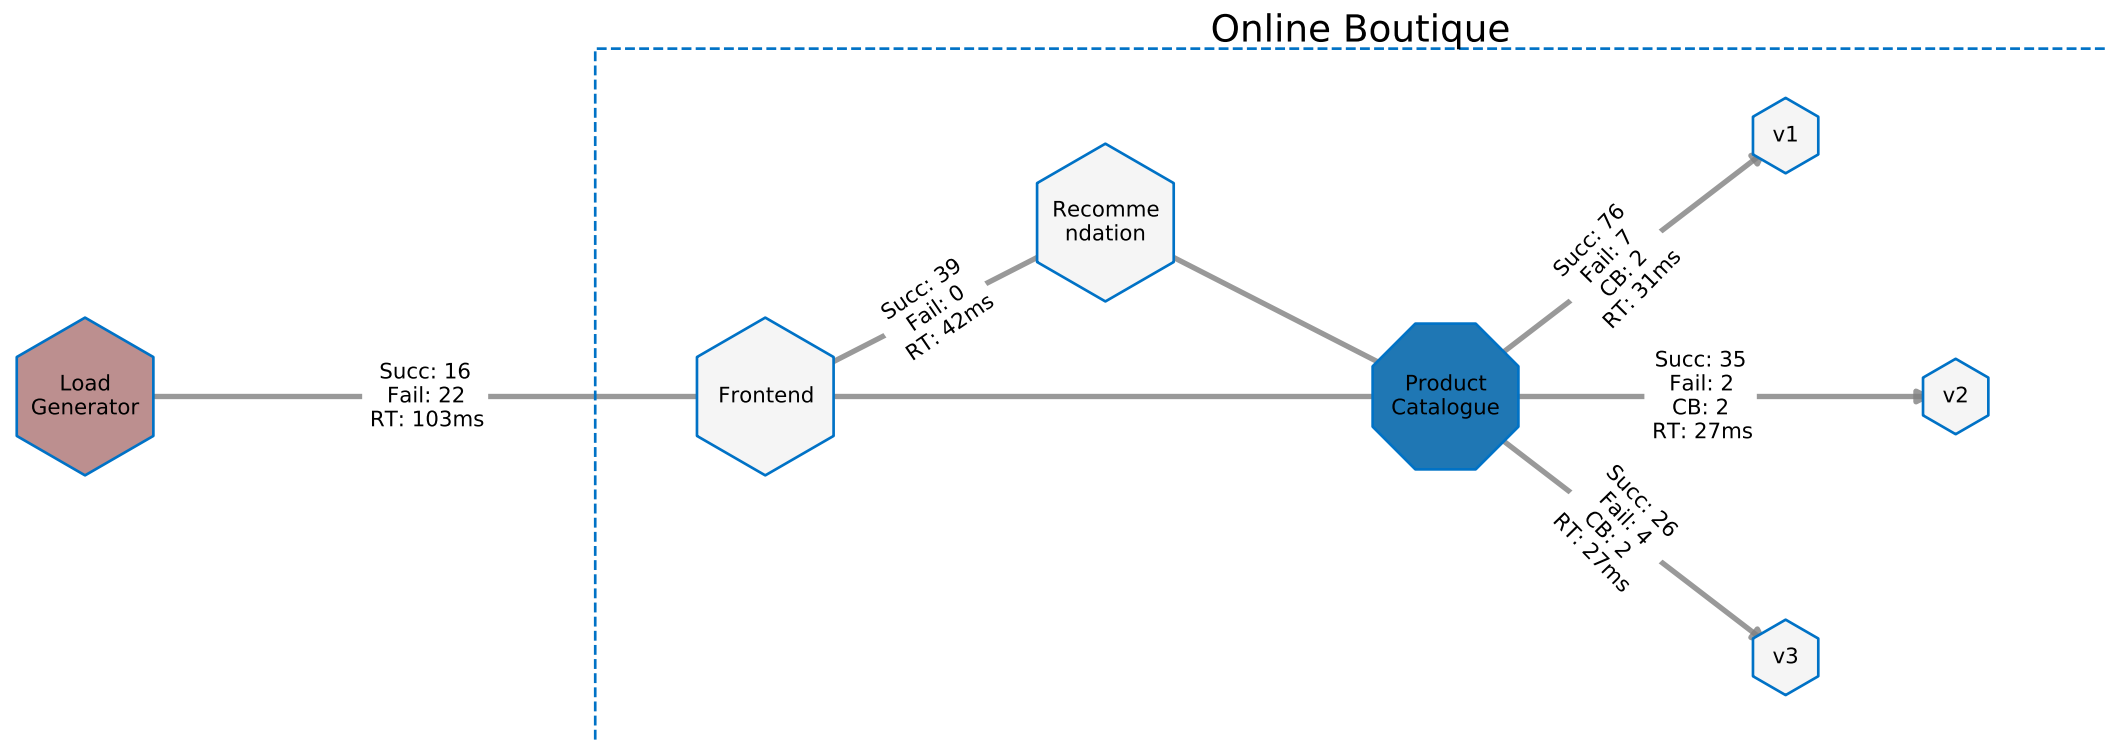 Online Boutique
v1
Recomme
ndation
Succ: 76
Fail: 7
CB: 2
RT: 31ms
Succ: 39
Fail: 0
RT: 42ms
Load
Generator
Succ: 16
Fail: 22
RT: 103ms
Frontend
Product
Catalogue
Succ: 35
Fail: 2
CB: 2
RT: 27ms
v2
Succ: 26
Fail: 4
CB: 2
RT: 27ms
v3